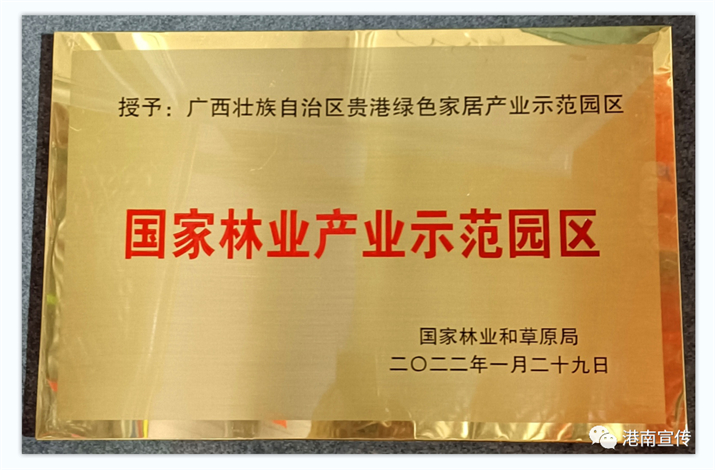 授予：广西壮族自治区贵港绿色家居产业示范园区
国家林业产业示范园区
国家林业和草原局
二〇二二年一月二十九日
港南宣传